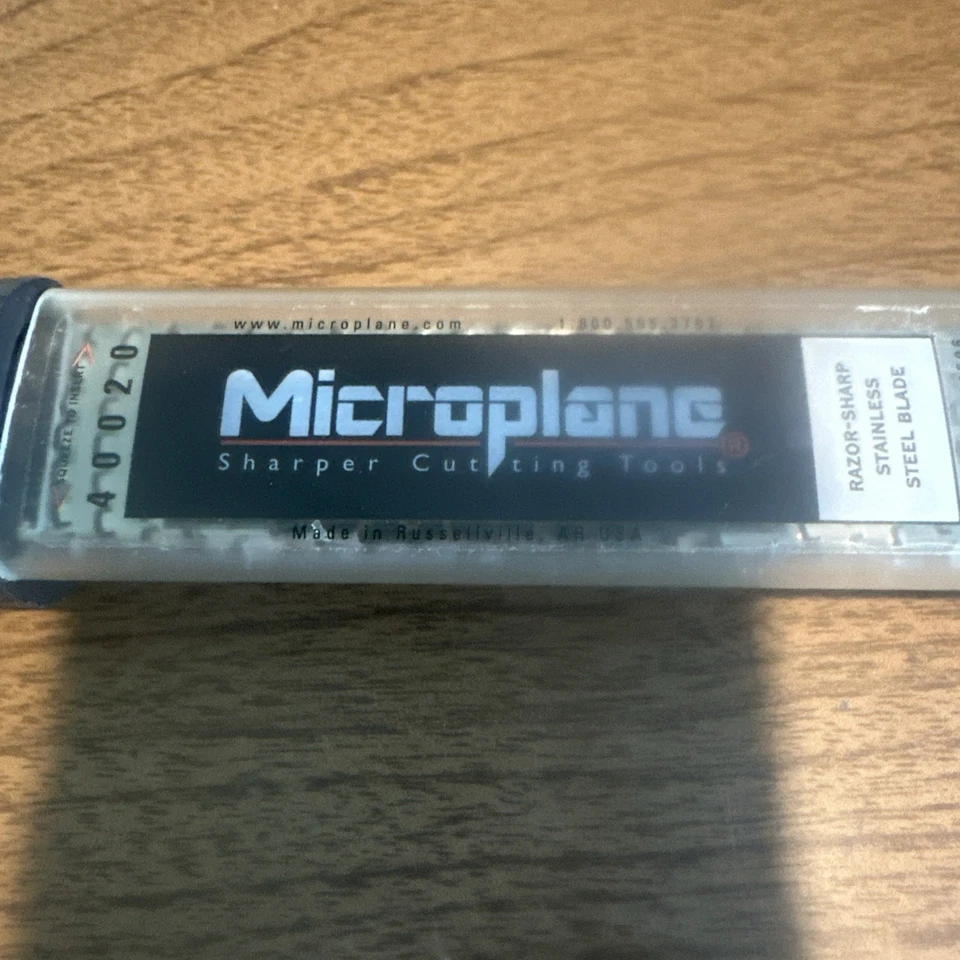 www.microplane.com
1.800.555.3767
SQUEEZE TO INSERT
40020
Microplane®
Sharper Cutting Tools
RAZOR-SHARP
STAINLESS
STEEL BLADE
Made in Russellville, AR USA